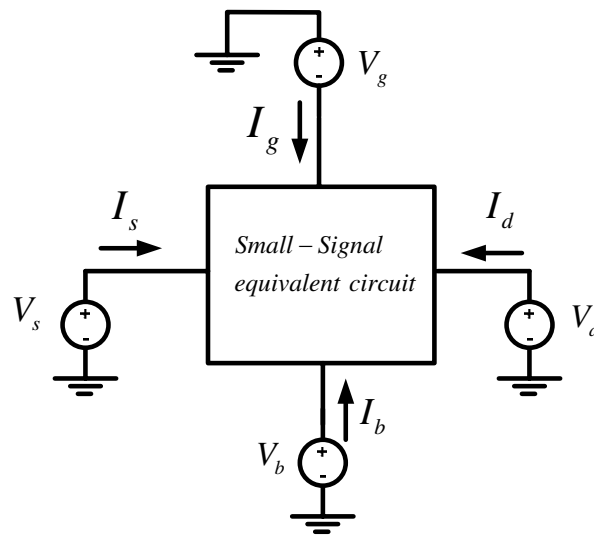 +
-
V_g
I_g
I_s
I_d
Small – Signal
equivalent circuit
V_s
+
-
+
-
I_b
V_b
+
-